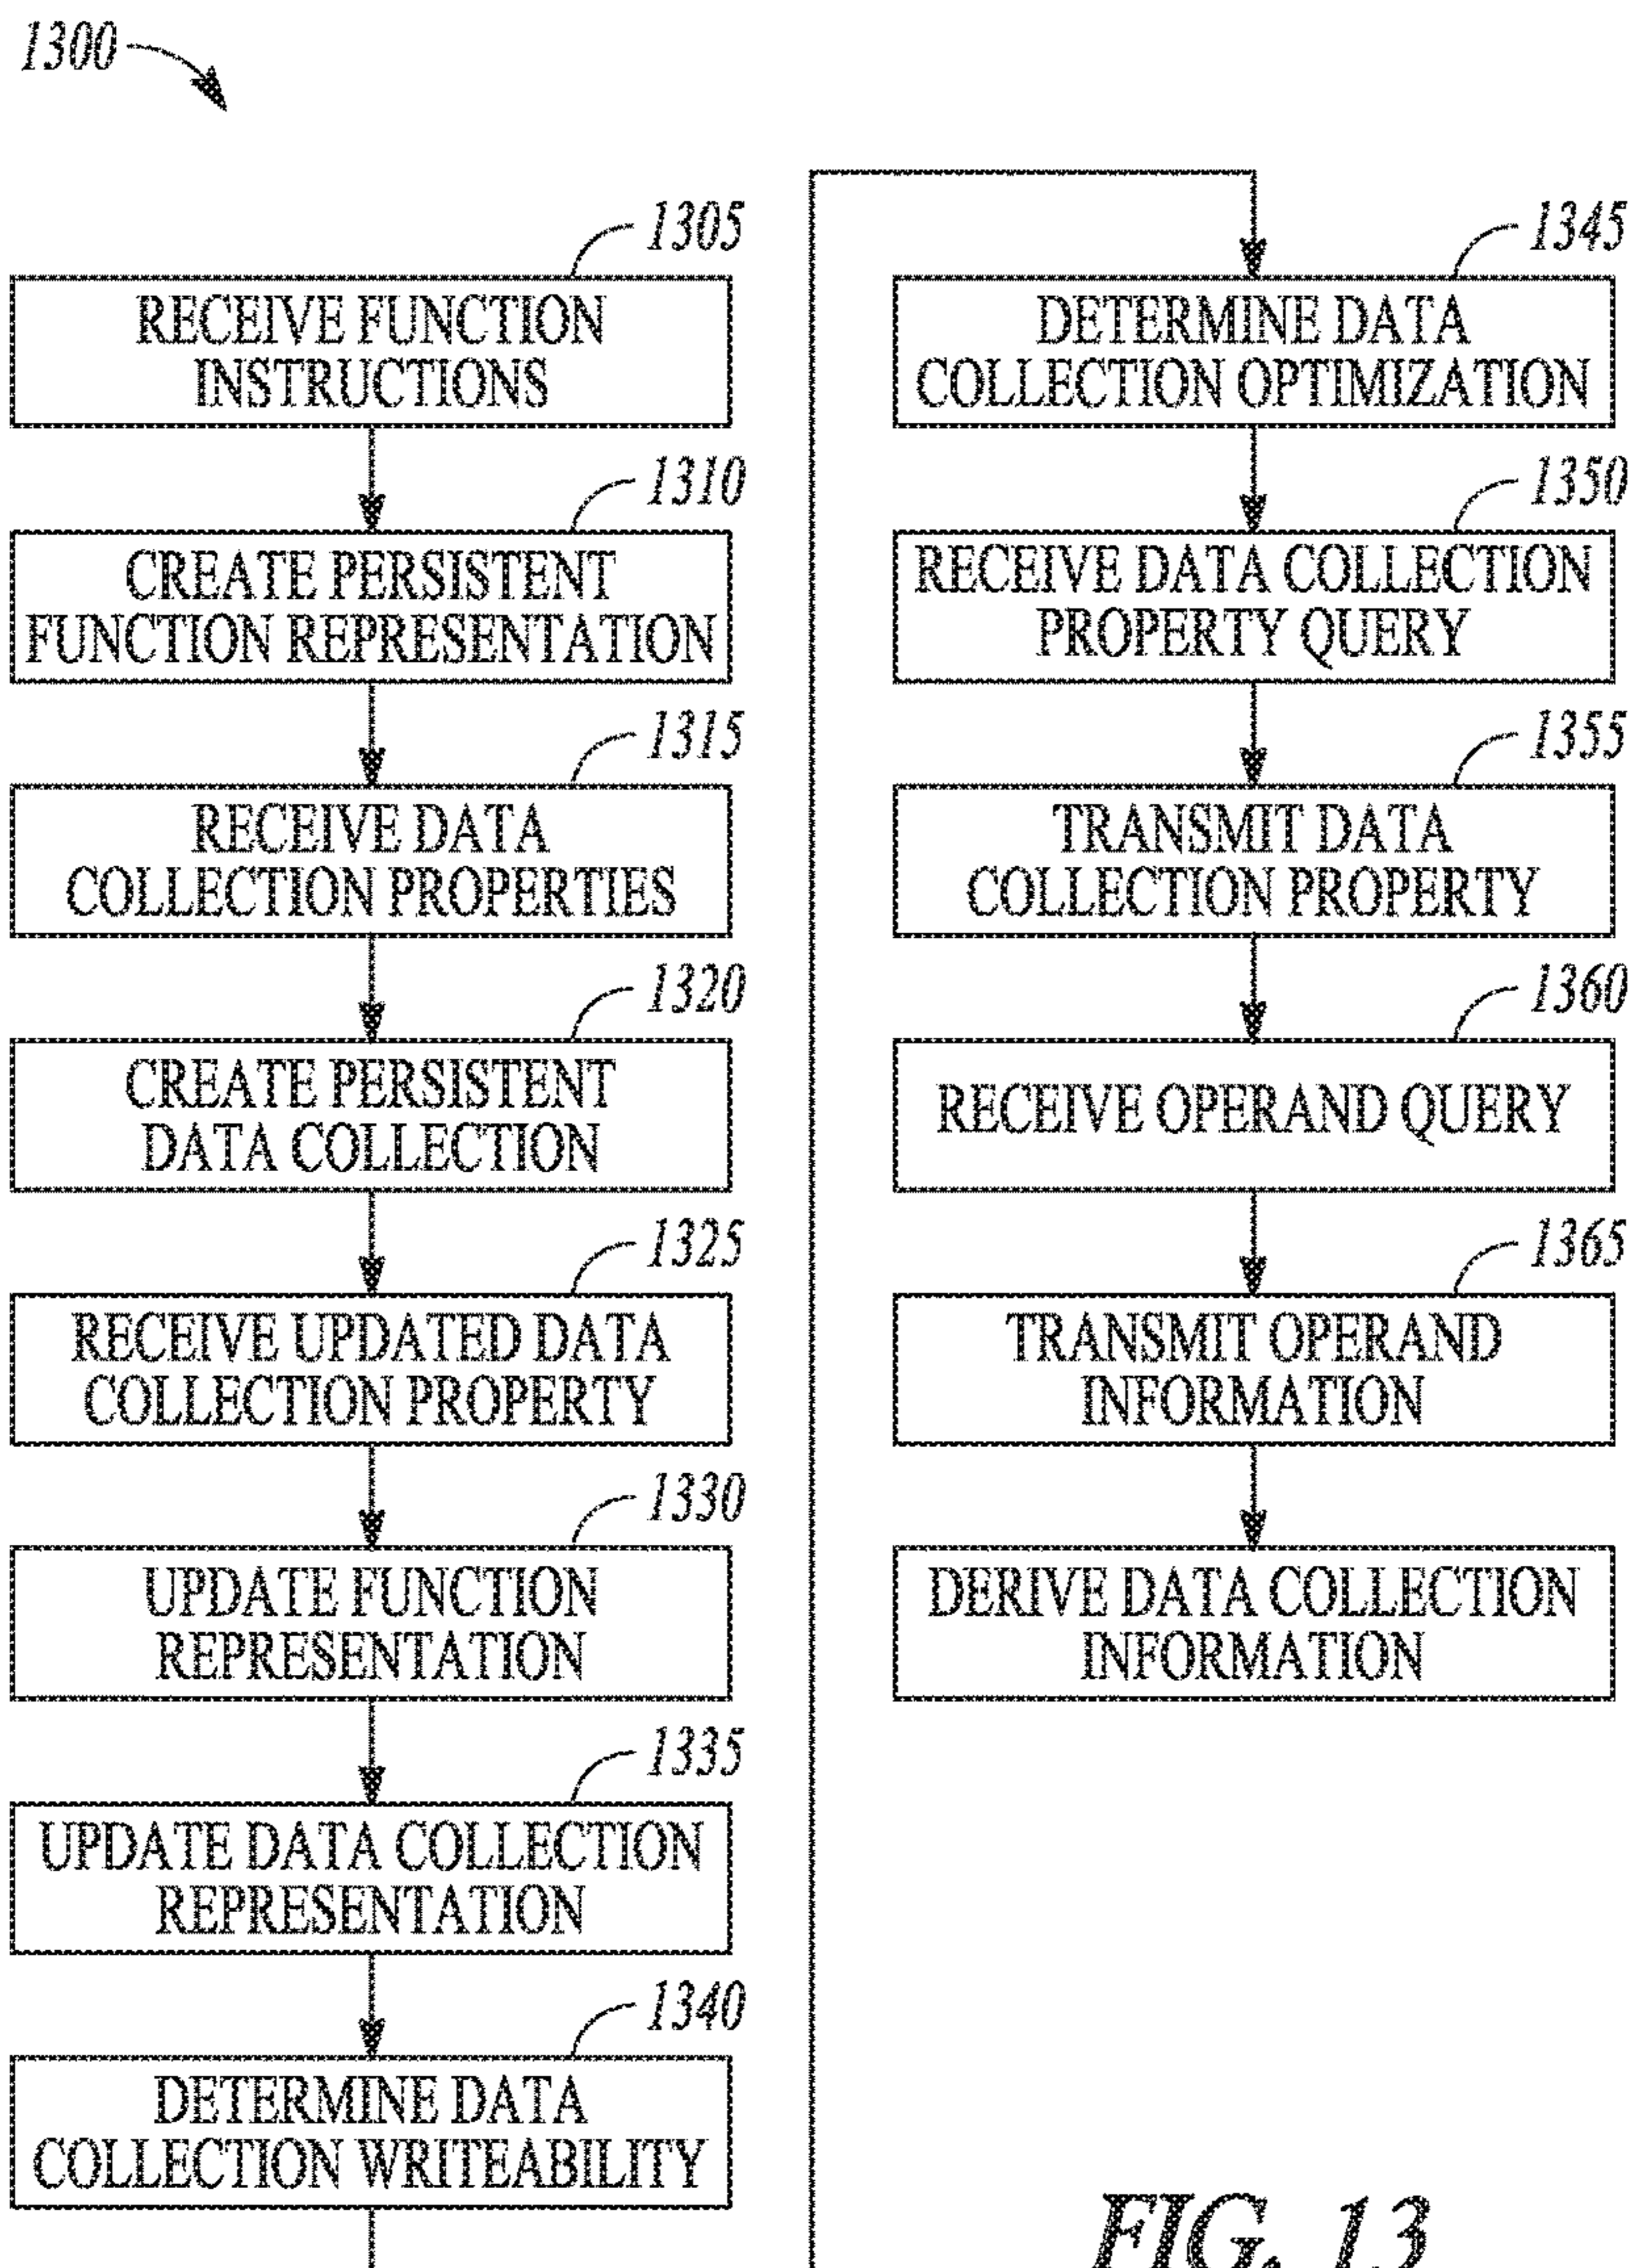 1300
1305
RECEIVE FUNCTION
INSTRUCTIONS
1310
CREATE PERSISTENT
FUNCTION REPRESENTATION
1315
RECEIVE DATA
COLLECTION PROPERTIES
1320
CREATE PERSISTENT
DATA COLLECTION
1325
RECEIVE UPDATED DATA
COLLECTION PROPERTY
1330
UPDATE FUNCTION
REPRESENTATION
1335
UPDATE DATA COLLECTION
REPRESENTATION
1340
DETERMINE DATA
COLLECTION WRITEABILITY
1345
DETERMINE DATA
COLLECTION OPTIMIZATION
1350
RECEIVE DATA COLLECTION
PROPERTY QUERY
1355
TRANSMIT DATA
COLLECTION PROPERTY
1360
RECEIVE OPERAND QUERY
1365
TRANSMIT OPERAND
INFORMATION
DERIVE DATA COLLECTION
INFORMATION
FIG. 13